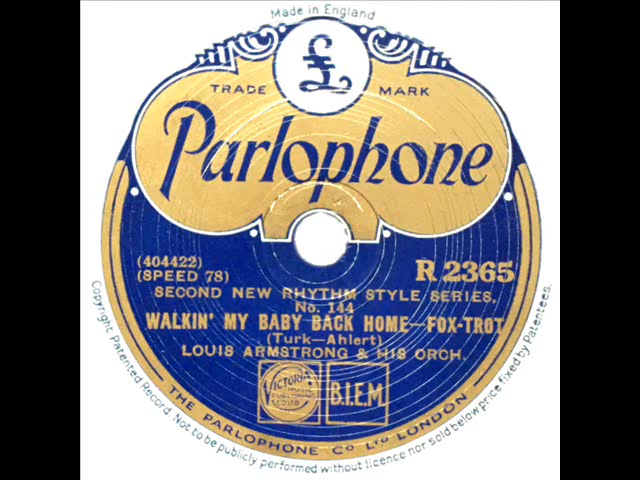 Made in England
£
TRADE MARK
Parlophone
(404422)
(SPEED 78)
R 2365
SECOND NEW RHYTHM STYLE SERIES.
No. 144
WALKIN' MY BABY BACK HOME—FOX-TROT
(Turk—Ahlert)
LOUIS ARMSTRONG & HIS ORCH.
VICTORIA
B.I.E.M.
THE PARLOPHONE Co LTD LONDON
Copyright. Patented Record. Not to be publicly performed without licence nor sold below price fixed by Patentees.